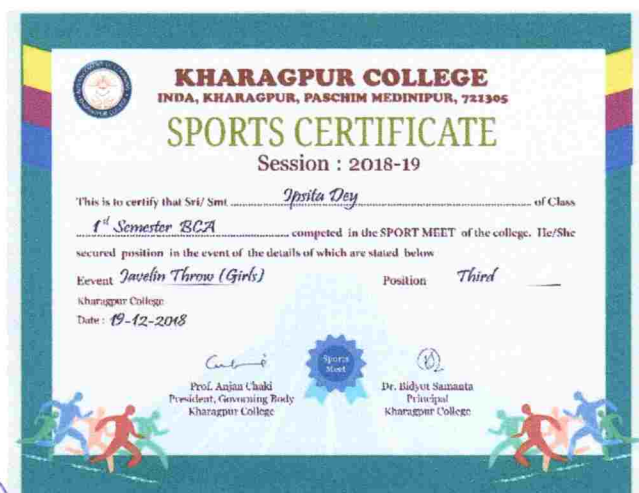 KHARAGPUR COLLEGE
INDA, KHARAGPUR, PASCHIM MEDINIPUR, 721305
SPORTS CERTIFICATE
Session : 2018-19
This is to certify that Sri/ Smt Ipsita Dey of Class
1st Semester BCA competed in the SPORT MEET of the college. He/She
secured position in the event of the details of which are stated below
Eevent Javelin Throw (Girls) Position Third
Kharagpur College
Date : 19-12-2018
Sports
Meet
Prof. Anjan Chaki
President, Governing Body
Kharagpur College
Dr. Bidyut Samanta
Principal
Kharagpur College